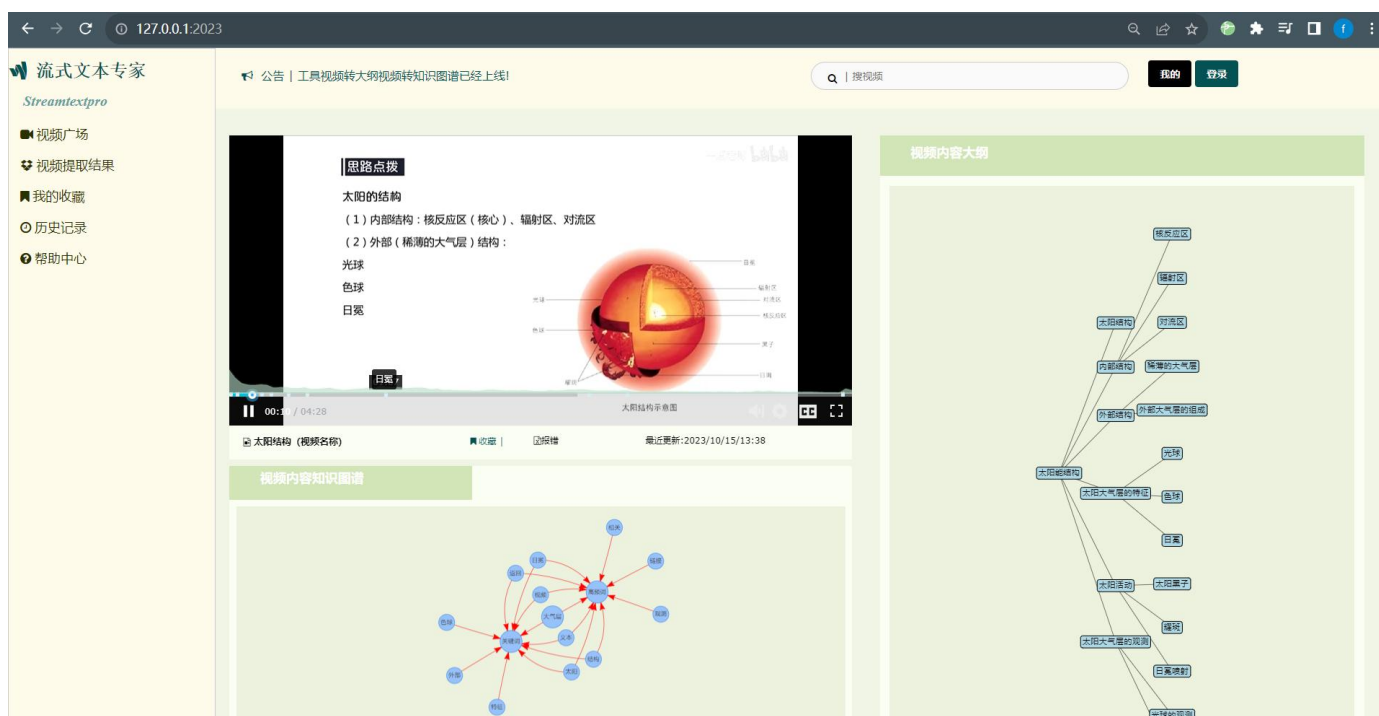 127.0.0.1:2023
流式文本专家
Streamtextpro
视频广场
视频提取结果
我的收藏
历史记录
帮助中心
公告 | 工具视频转大纲视频转知识图谱已经上线!
| 搜视频
我的
登录
思路点拨
太阳的结构
（1）内部结构：核反应区（核心）、辐射区、对流区
（2）外部（稀薄的大气层）结构：
光球
色球
日冕
日冕
太阳结构示意图
00:10 / 04:28
CC
太阳结构（视频名称）
收藏 |
报错
最近更新:2023/10/15/13:38
视频内容知识图谱
色球
外部
特征
大气层
文本
结构
太阳
视频内容大纲
核反应区
辐射区
太阳结构
对流区
内部结构
稀薄的大气层
外部结构
外部大气层的组成
光球
太阳能结构
太阳大气层的特征
色球
日冕
太阳活动
太阳黑子
耀斑
太阳大气层的观测
日冕喷射
光球的观测